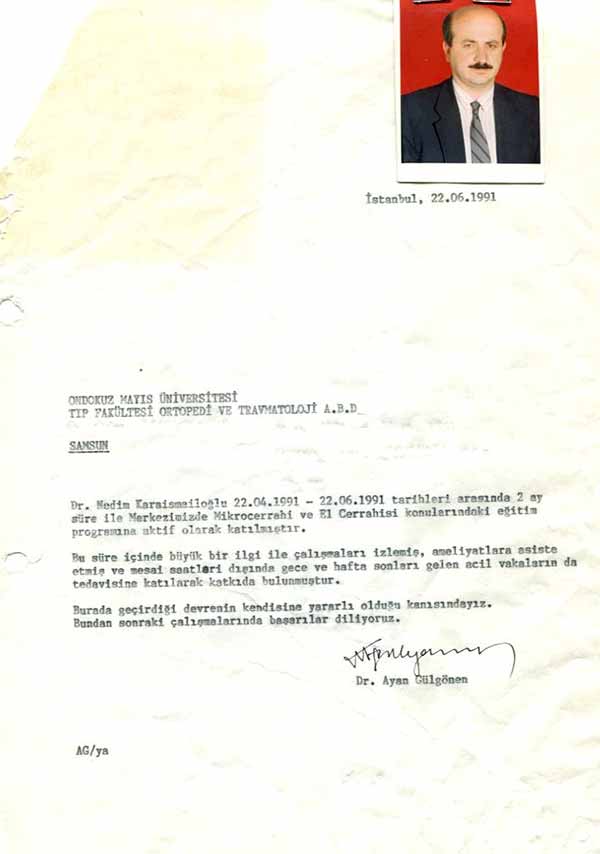 İstanbul, 22.06.1991
ONDOKUZ MAYIS ÜNİVERSİTESİ
TIP FAKÜLTESİ ORTOPEDİ VE TRAVMATOLOJİ A.B.D_
SAMSUN
Dr. Nedim Karaismailoğlu 22.04.1991 - 22.06.1991 tarihleri arasında 2 ay
süre ile Merkezimizde Mikrocerrahi ve El Cerrahisi konularındaki eğitim
programına aktif olarak katılmıştır.
Bu süre içinde büyük bir ilgi ile çalışmaları izlemiş, ameliyatlara asiste
etmiş ve mesai saatleri dışında gece ve hafta sonları gelen acil vakaların da
tedavisine katılarak katkıda bulunmuştur.
Burada geçirdiği devrenin kendisine yararlı olduğu kanısındayız.
Bundan sonraki çalışmalarında başarılar diliyoruz.
Dr. Ayan Gülgönen
AG/ya